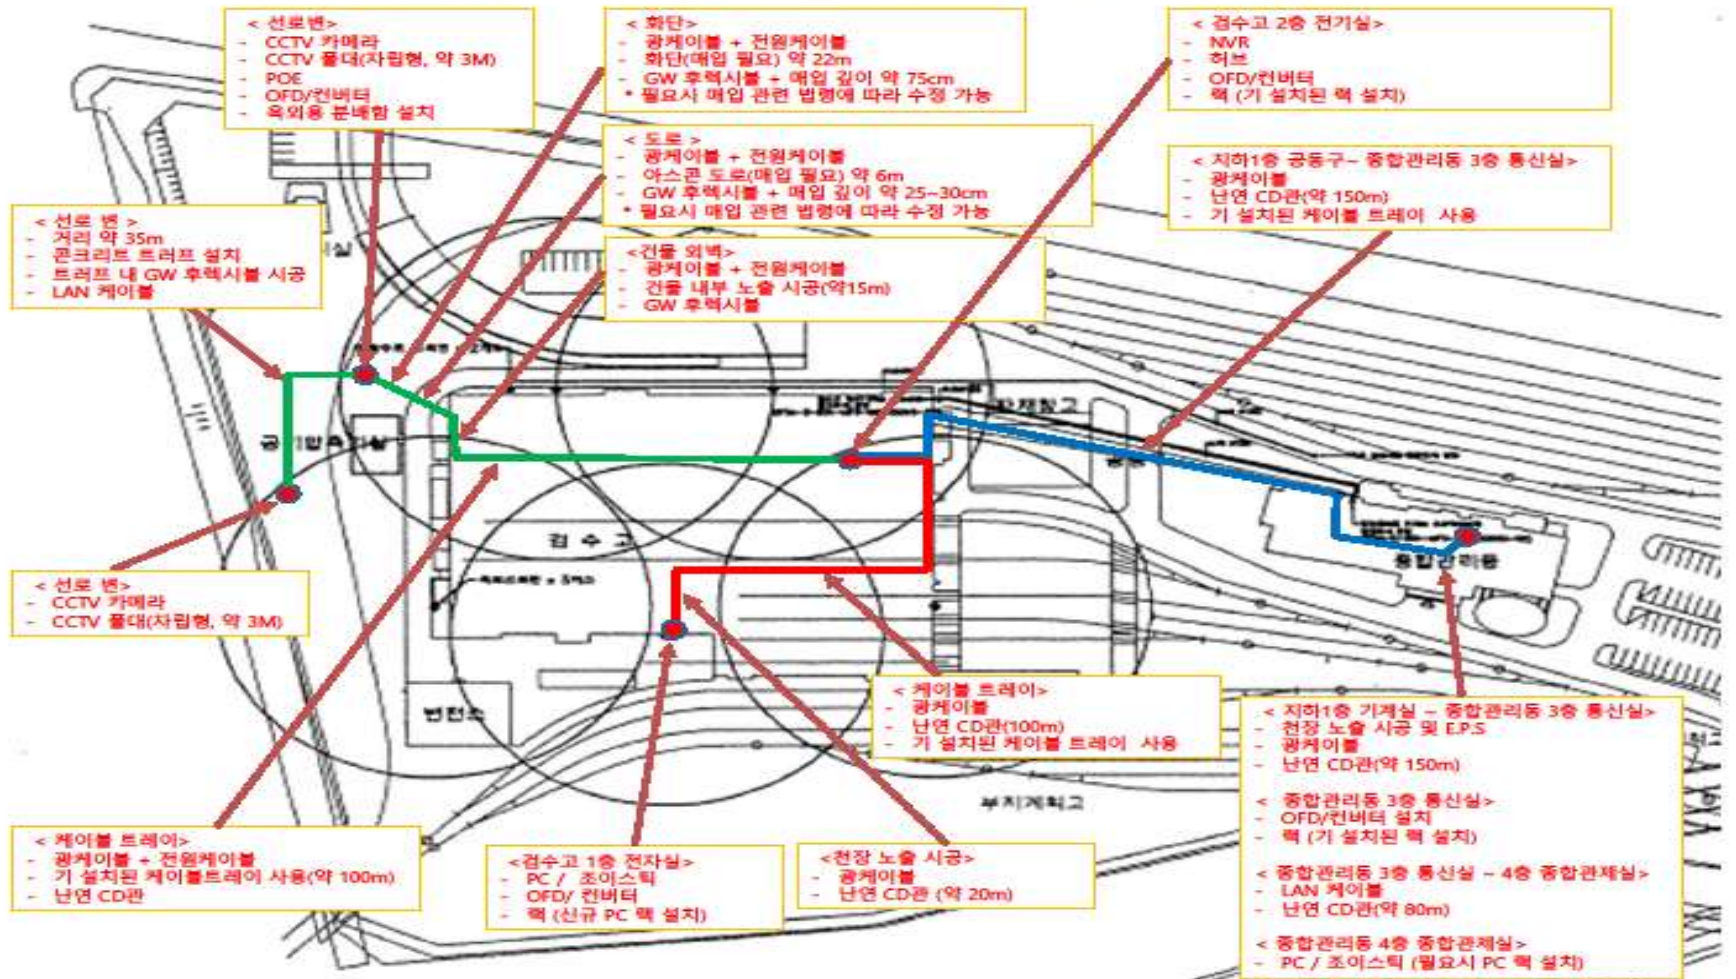 < 선로변>
- CCTV 카메라
- CCTV 폴대(자립형, 약 3M)
- POE
- OFD/컨버터
- 옥외용 분배함 설치
< 화단>
- 광케이블 + 전원케이블
- 화단(매입 필요) 약 22m
- GW 후렉시블 + 매입 깊이 약 75cm
* 필요시 매입 관련 법령에 따라 수정 가능
< 검수고 2층 전기실>
- NVR
- 허브
- OFD/컨버터
- 랙 (기 설치된 랙 설치)
< 도로 >
- 광케이블 + 전원케이블
- 아스콘 도로(매입 필요) 약 6m
- GW 후렉시블 + 매입 깊이 약 25~30cm
* 필요시 매입 관련 법령에 따라 수정 가능
< 지하1층 공동구~ 종합관리동 3층 통신실>
- 광케이블
- 난연 CD관(약 150m)
- 기 설치된 케이블 트레이 사용
< 선로 변 >
- 거리 약 35m
- 콘크리트 트러프 설치
- 트러프 내 GW 후렉시블 시공
- LAN 케이블
<건물 외벽>
- 광케이블 + 전원케이블
- 건물 내부 노출 시공(약15m)
- GW 후렉시블
검 수 고
종합관리동
< 선로 변>
- CCTV 카메라
- CCTV 폴대(자립형, 약 3M)
변전소
부지계획고
< 케이블 트레이>
- 광케이블
- 난연 CD관(100m)
- 기 설치된 케이블 트레이 사용
< 지하1층 기계실 ~ 종합관리동 3층 통신실>
- 천장 노출 시공 및 E.P.S
- 광케이블
- 난연 CD관(약 150m)
< 종합관리동 3층 통신실>
- OFD/컨버터 설치
- 랙 (기 설치된 랙 설치)
< 종합관리동 3층 통신실 ~ 4층 종합관제실>
- LAN 케이블
- 난연 CD관(약 80m)
< 종합관리동 4층 종합관제실>
- PC / 조이스틱 (필요시 PC 랙 설치)
< 케이블 트레이>
- 광케이블 + 전원케이블
- 기 설치된 케이블트레이 사용(약 100m)
- 난연 CD관
<검수고 1층 전자실>
- PC / 조이스틱
- OFD/ 컨버터
- 랙 (신규 PC 랙 설치)
<천장 노출 시공>
- 광케이블
- 난연 CD관 (약 20m)